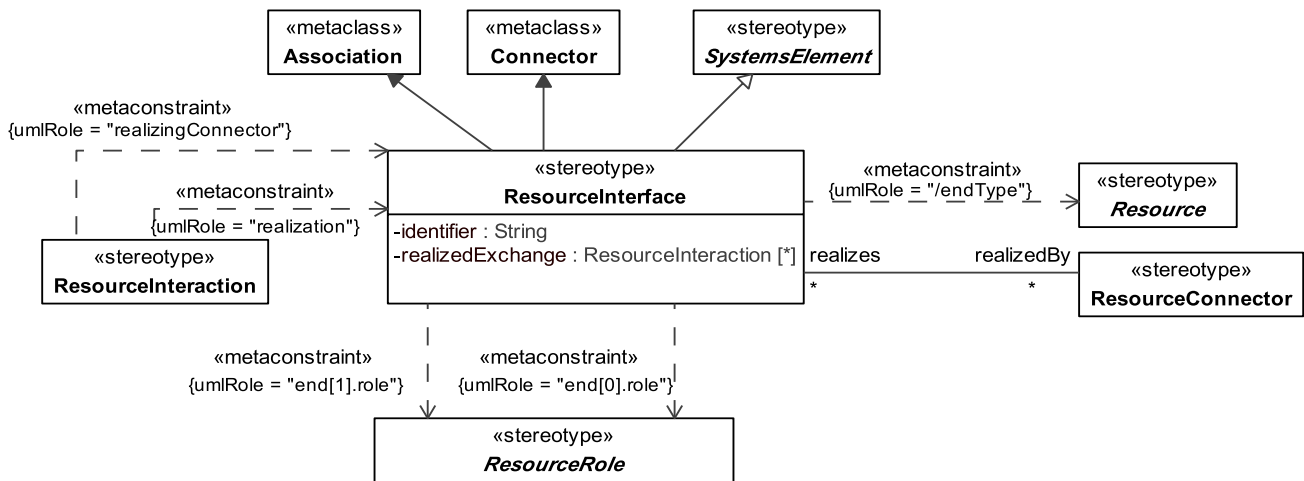 «metaclass»
Association
«metaclass»
Connector
«stereotype»
SystemsElement
«metaconstraint»
{umlRole = "realizingConnector"}
«metaconstraint»
{umlRole = "realization"}
«stereotype»
ResourceInteraction
«stereotype»
ResourceInterface
-identifier : String
-realizedExchange : ResourceInteraction [*]
«metaconstraint»
{umlRole = "/endType"}
«stereotype»
Resource
realizes
realizedBy
*
*
«stereotype»
ResourceConnector
«metaconstraint»
{umlRole = "end[1].role"}
«metaconstraint»
{umlRole = "end[0].role"}
«stereotype»
ResourceRole